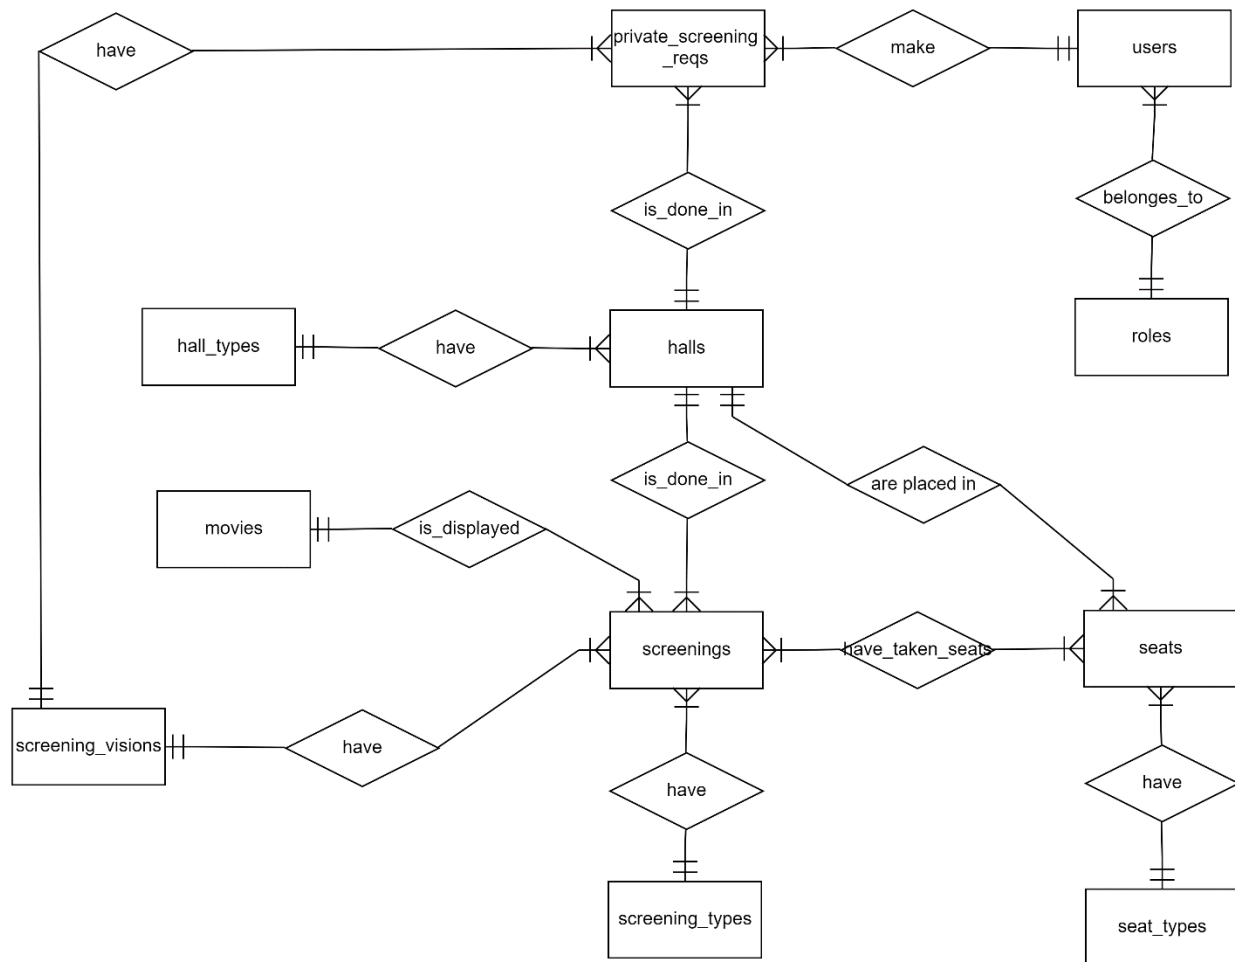 have
private_screening
_reqs
make
users
is_done_in
belonges_to
hall_types
have
halls
roles
movies
is_displayed
is_done_in
are placed in
screenings
have_taken_seats
seats
screening_visions
have
have
have
screening_types
seat_types